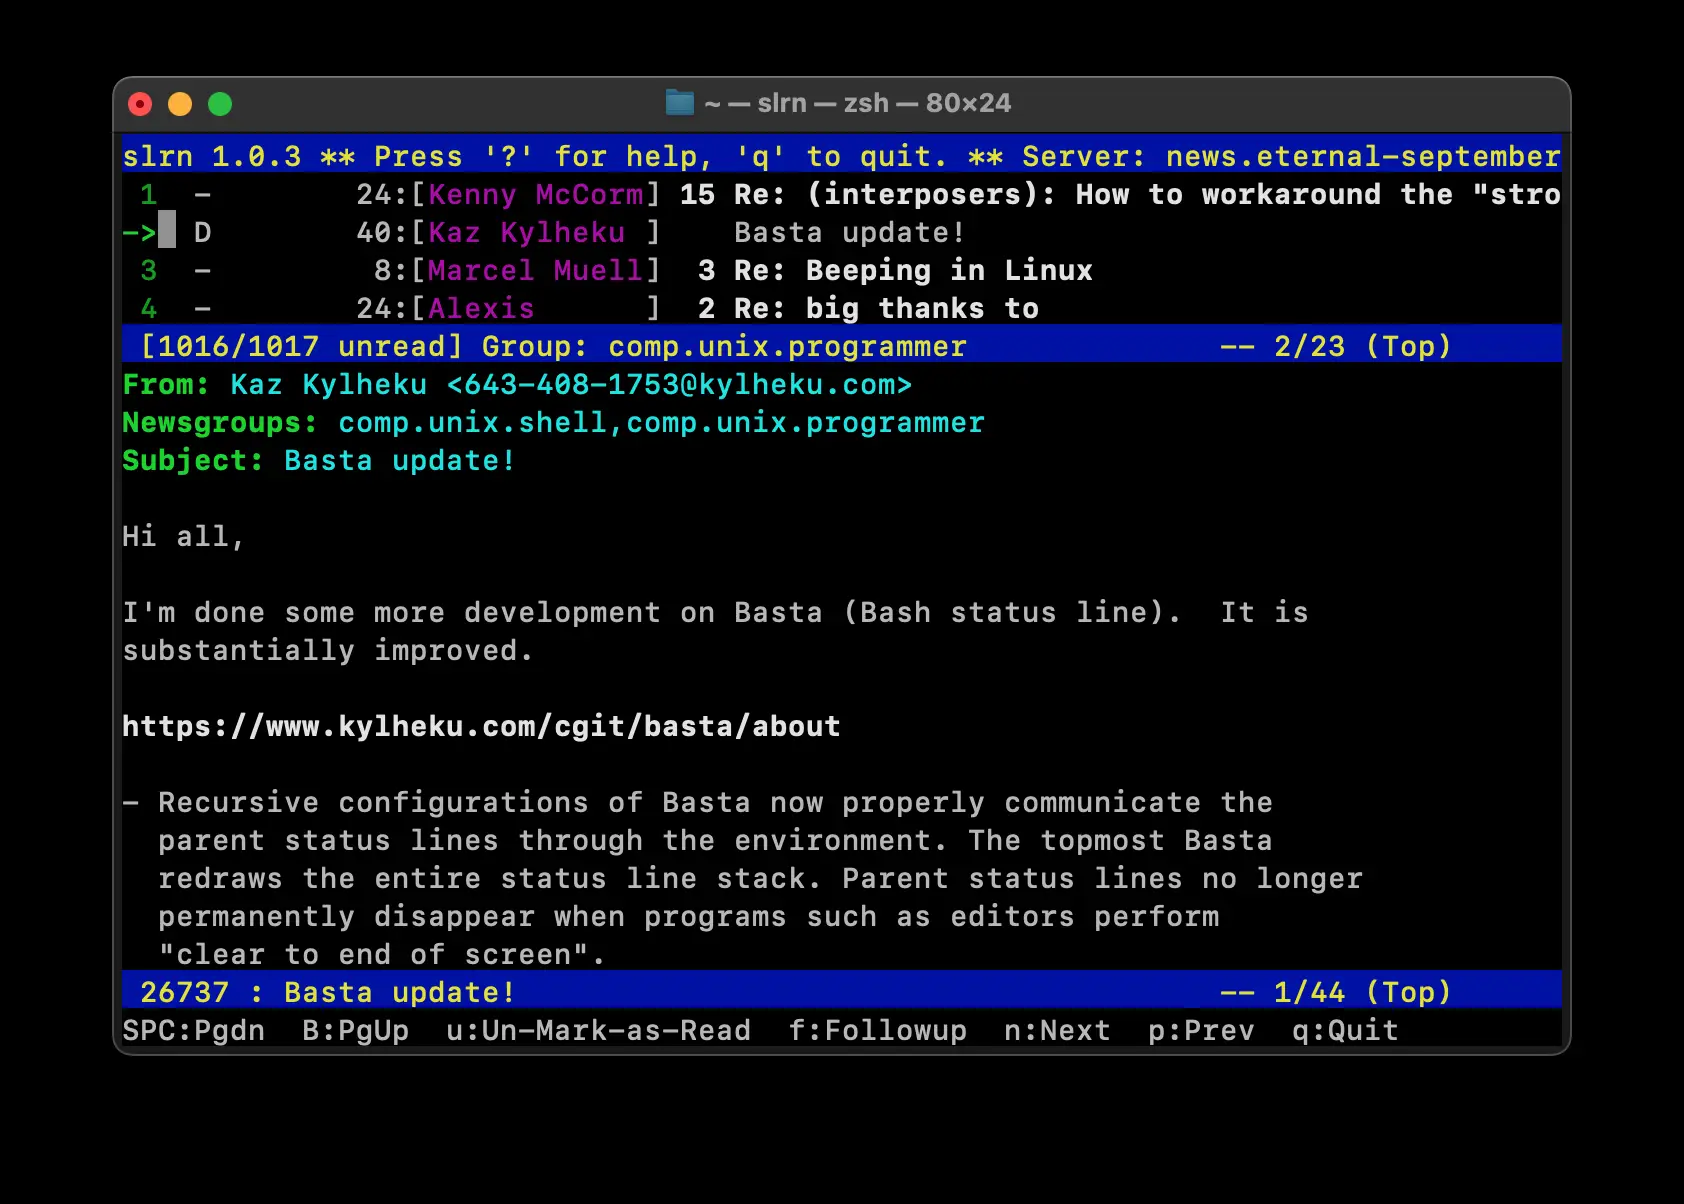 ~ — slrn — zsh — 80×24
slrn 1.0.3 ** Press '?' for help, 'q' to quit. ** Server: news.eternal-september
1 - 24:[Kenny McCorm] 15 Re: (interposers): How to workaround the "stro
-> D 40:[Kaz Kylheku ] Basta update!
3 - 8:[Marcel Muell] 3 Re: Beeping in Linux
4 - 24:[Alexis ] 2 Re: big thanks to
[1016/1017 unread] Group: comp.unix.programmer -- 2/23 (Top)
From: Kaz Kylheku <643-408-1753@kylheku.com>
Newsgroups: comp.unix.shell,comp.unix.programmer
Subject: Basta update!
Hi all,
I'm done some more development on Basta (Bash status line).  It is
substantially improved.
https://www.kylheku.com/cgit/basta/about
- Recursive configurations of Basta now properly communicate the
parent status lines through the environment. The topmost Basta
redraws the entire status line stack. Parent status lines no longer
permanently disappear when programs such as editors perform
"clear to end of screen".
26737 : Basta update! -- 1/44 (Top)
SPC:Pgdn  B:PgUp  u:Un-Mark-as-Read  f:Followup  n:Next  p:Prev  q:Quit